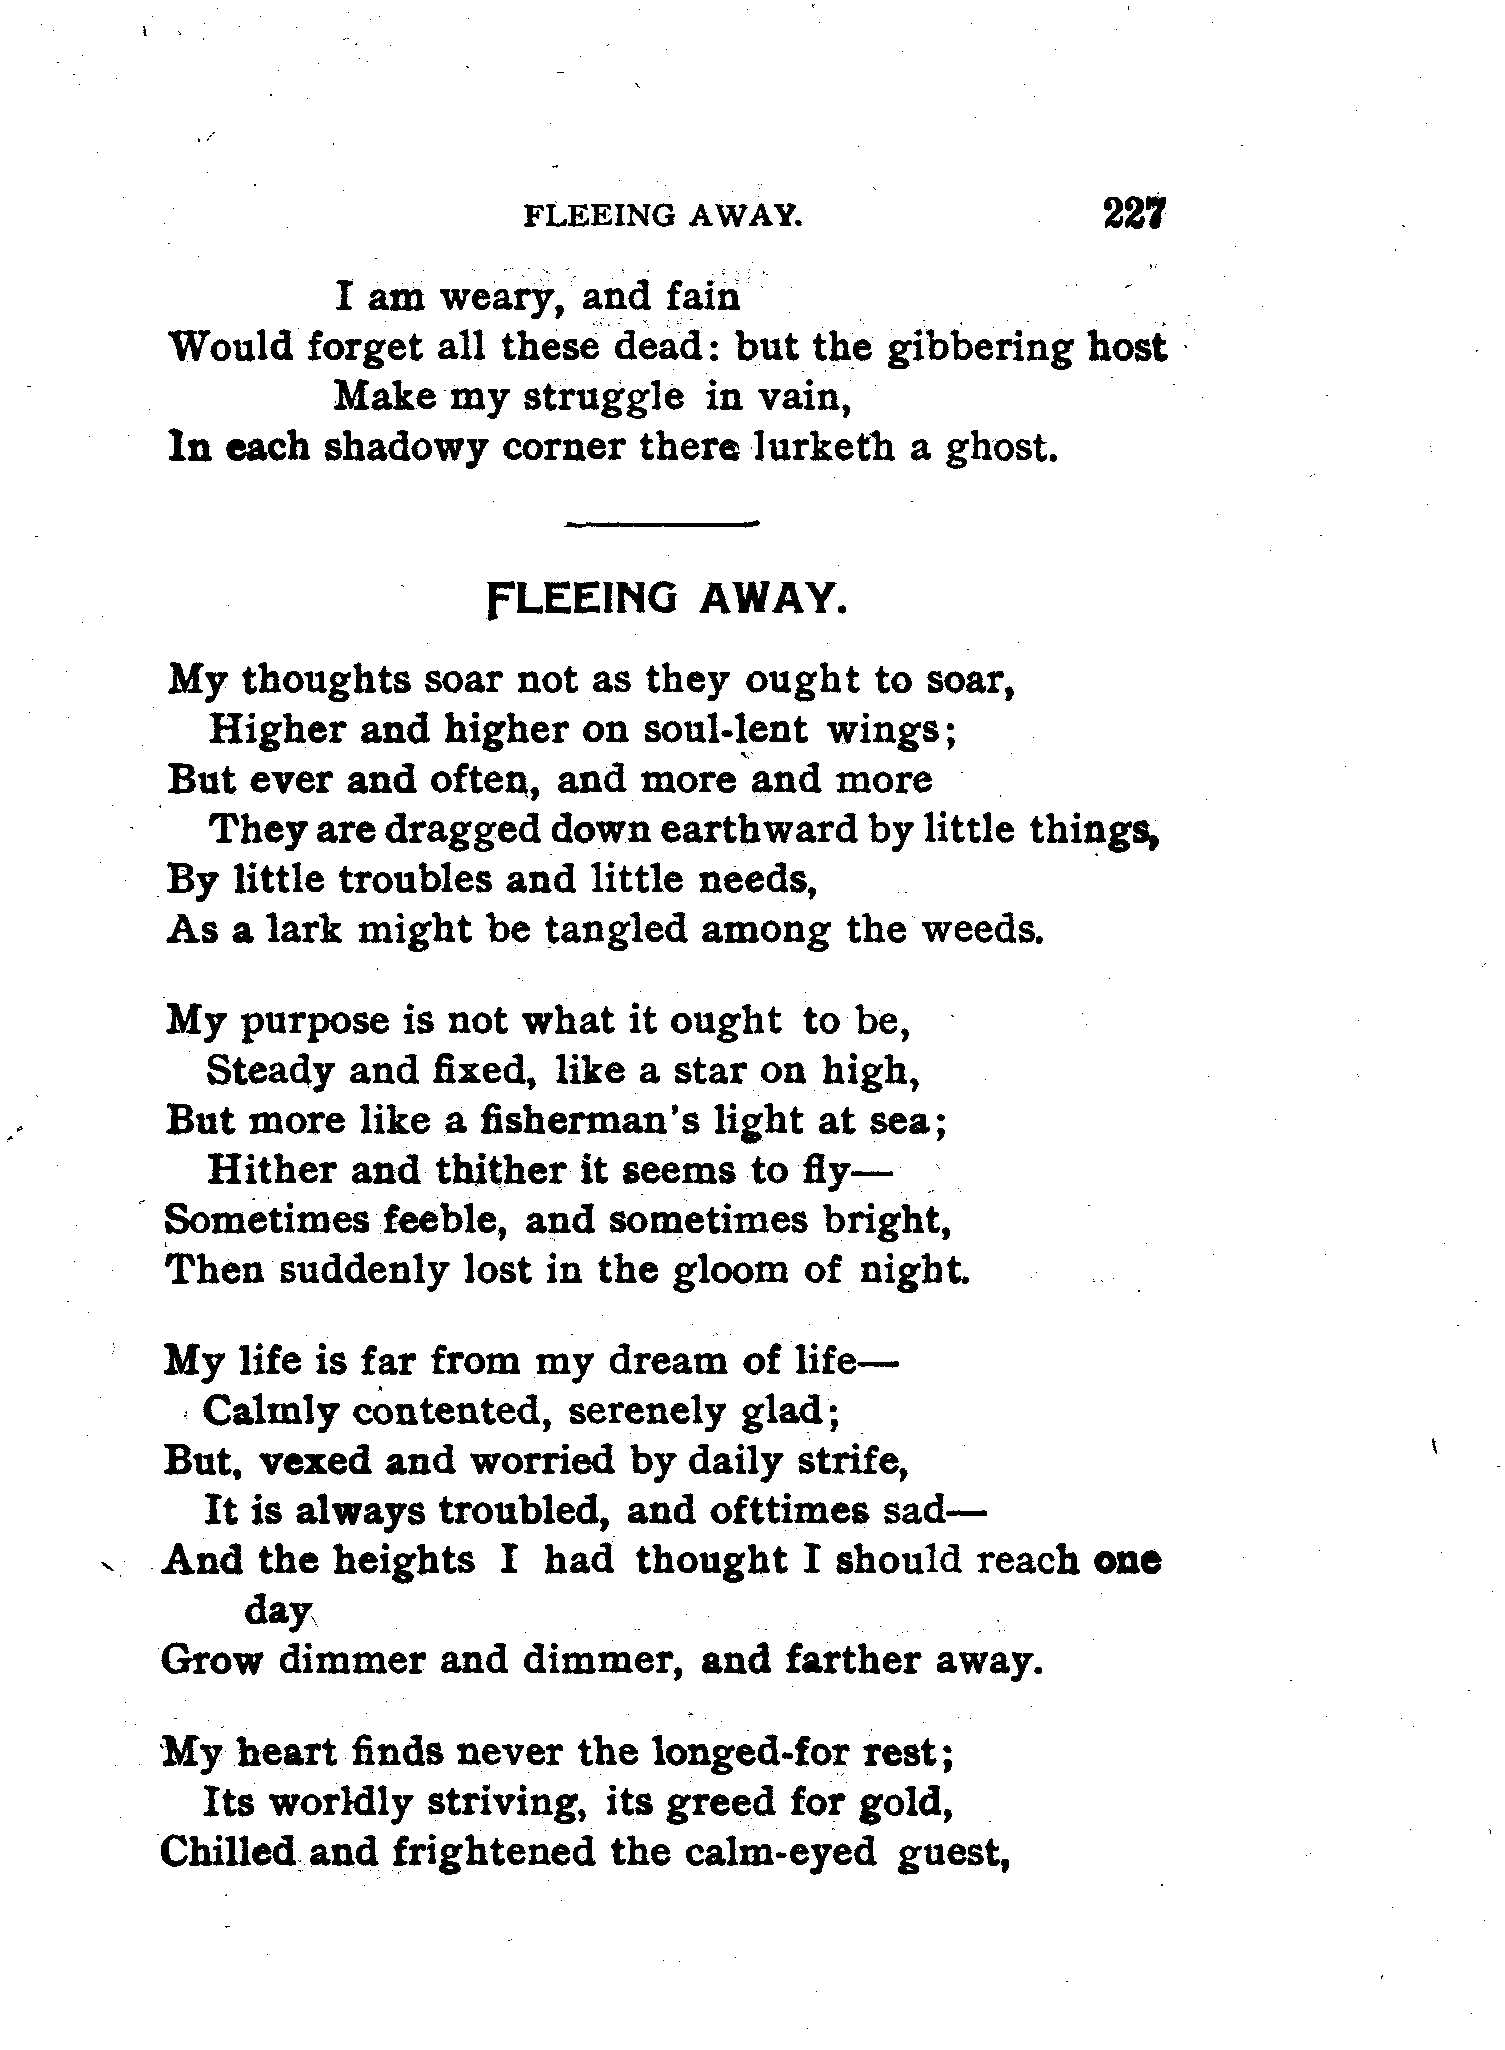 FLEEING AWAY. 227
I am weary, and fain
Would forget all these dead: but the gibbering host
Make my struggle in vain,
In each shadowy corner there lurketh a ghost.
FLEEING AWAY.
My thoughts soar not as they ought to soar,
Higher and higher on soul-lent wings;
But ever and often, and more and more
They are dragged down earthward by little things,
By little troubles and little needs,
As a lark might be tangled among the weeds.
My purpose is not what it ought to be,
Steady and fixed, like a star on high,
But more like a fisherman's light at sea;
Hither and thither it seems to fly—
Sometimes feeble, and sometimes bright,
Then suddenly lost in the gloom of night.
My life is far from my dream of life—
Calmly contented, serenely glad;
But, vexed and worried by daily strife,
It is always troubled, and ofttimes sad—
And the heights I had thought I should reach one
day
Grow dimmer and dimmer, and farther away.
My heart finds never the longed-for rest;
Its worldly striving, its greed for gold,
Chilled and frightened the calm-eyed guest,